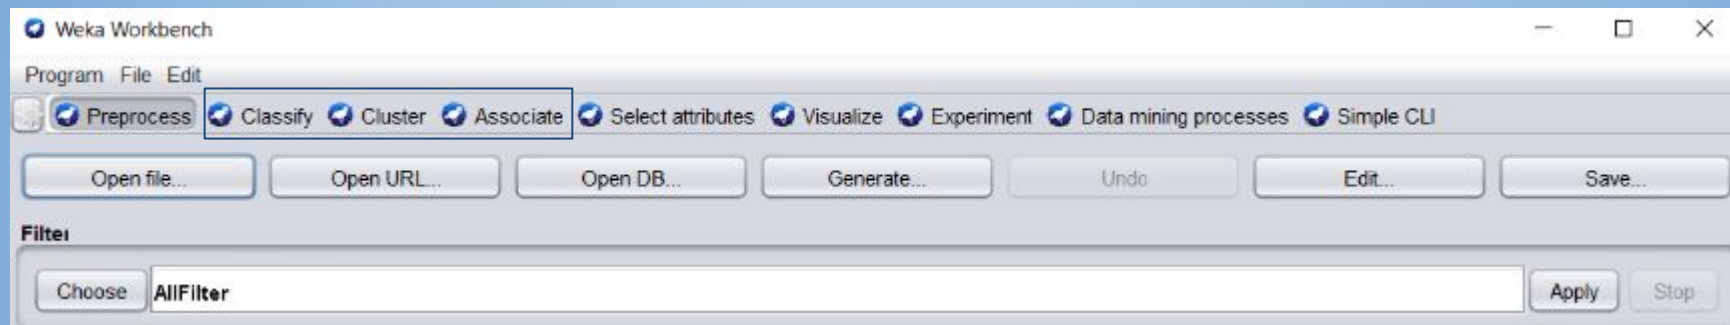 Weka Workbench
Program File Edit
Preprocess Classify Cluster Associate Select attributes Visualize Experiment Data mining processes Simple CLI
Open file... Open URL... Open DB... Generate... Undo Edit... Save...
Filter
Choose AllFilter Apply Stop